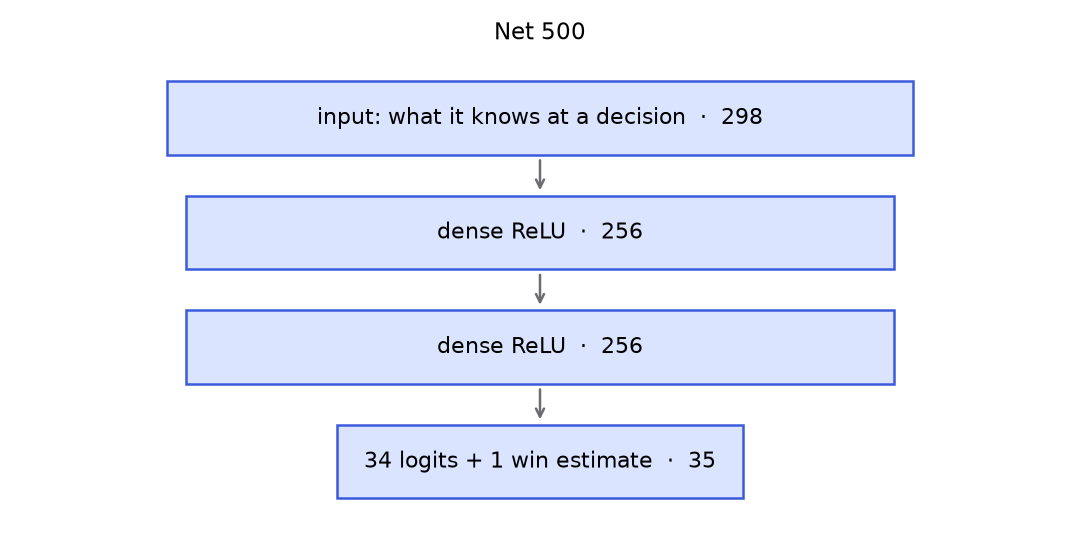 Net 500
input: what it knows at a decision · 298
dense ReLU · 256
dense ReLU · 256
34 logits + 1 win estimate · 35